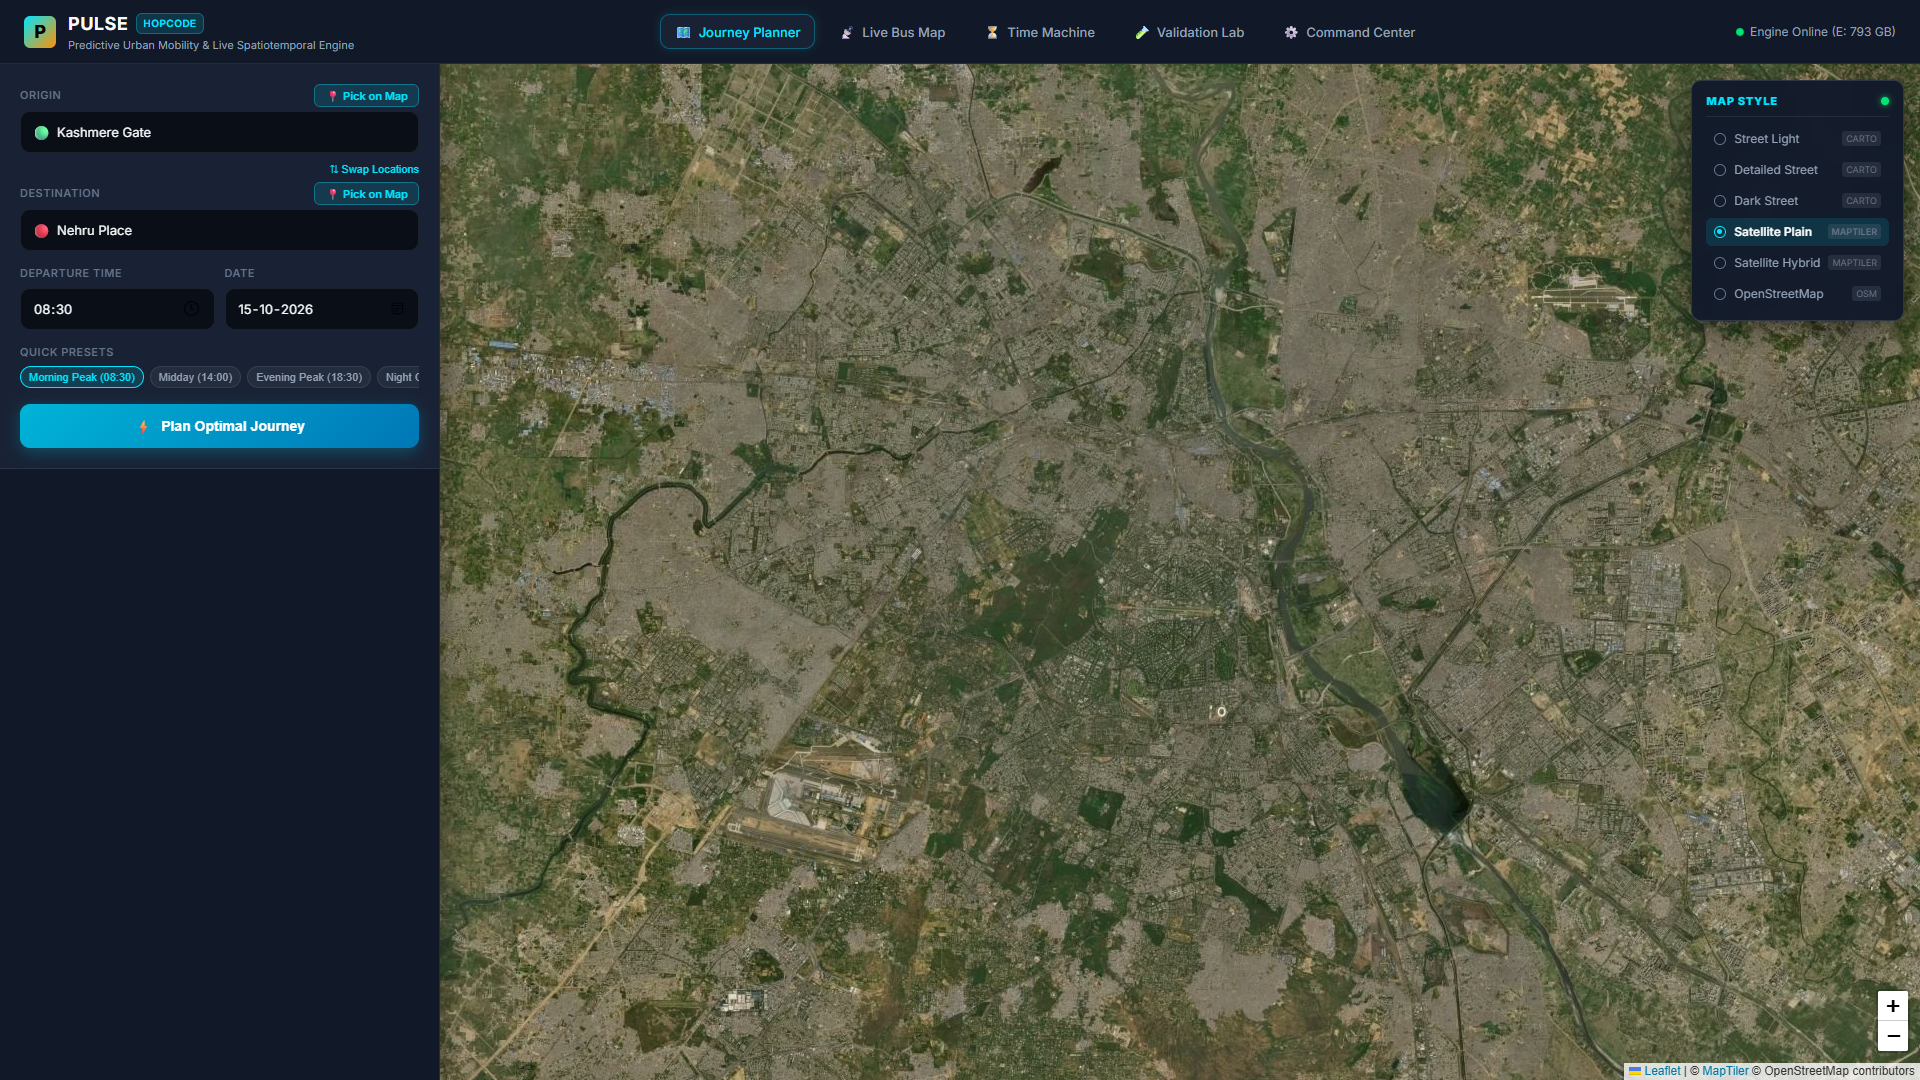 P
PULSE HOPCODE
Predictive Urban Mobility & Live Spatiotemporal Engine
Journey Planner
Live Bus Map
Time Machine
Validation Lab
Command Center
Engine Online (E: 793 GB)
ORIGIN
Pick on Map
Kashmere Gate
Swap Locations
DESTINATION
Pick on Map
Nehru Place
DEPARTURE TIME
DATE
08:30
15-10-2026
QUICK PRESETS
Morning Peak (08:30)
Midday (14:00)
Evening Peak (18:30)
Night
Plan Optimal Journey
MAP STYLE
Street Light CARTO
Detailed Street CARTO
Dark Street CARTO
Satellite Plain MAPTILER
Satellite Hybrid MAPTILER
OpenStreetMap OSM
+
−
Leaflet | © MapTiler © OpenStreetMap contributors